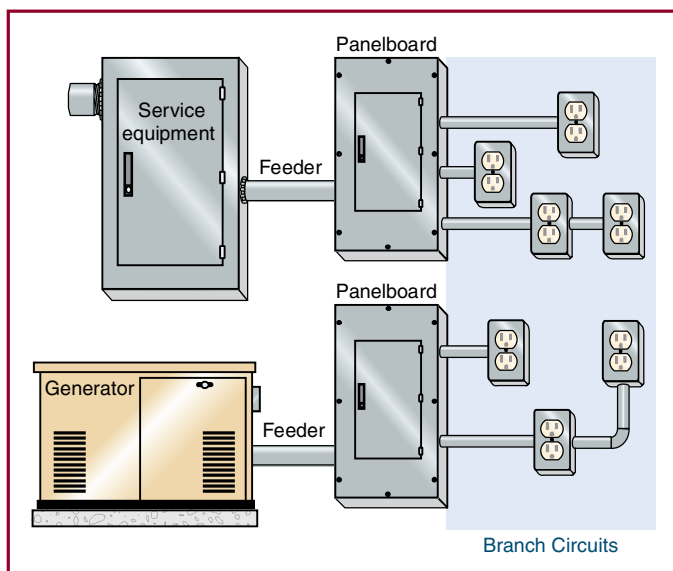 Panelboard
Service
equipment
Feeder
Panelboard
Generator
Feeder
Branch Circuits